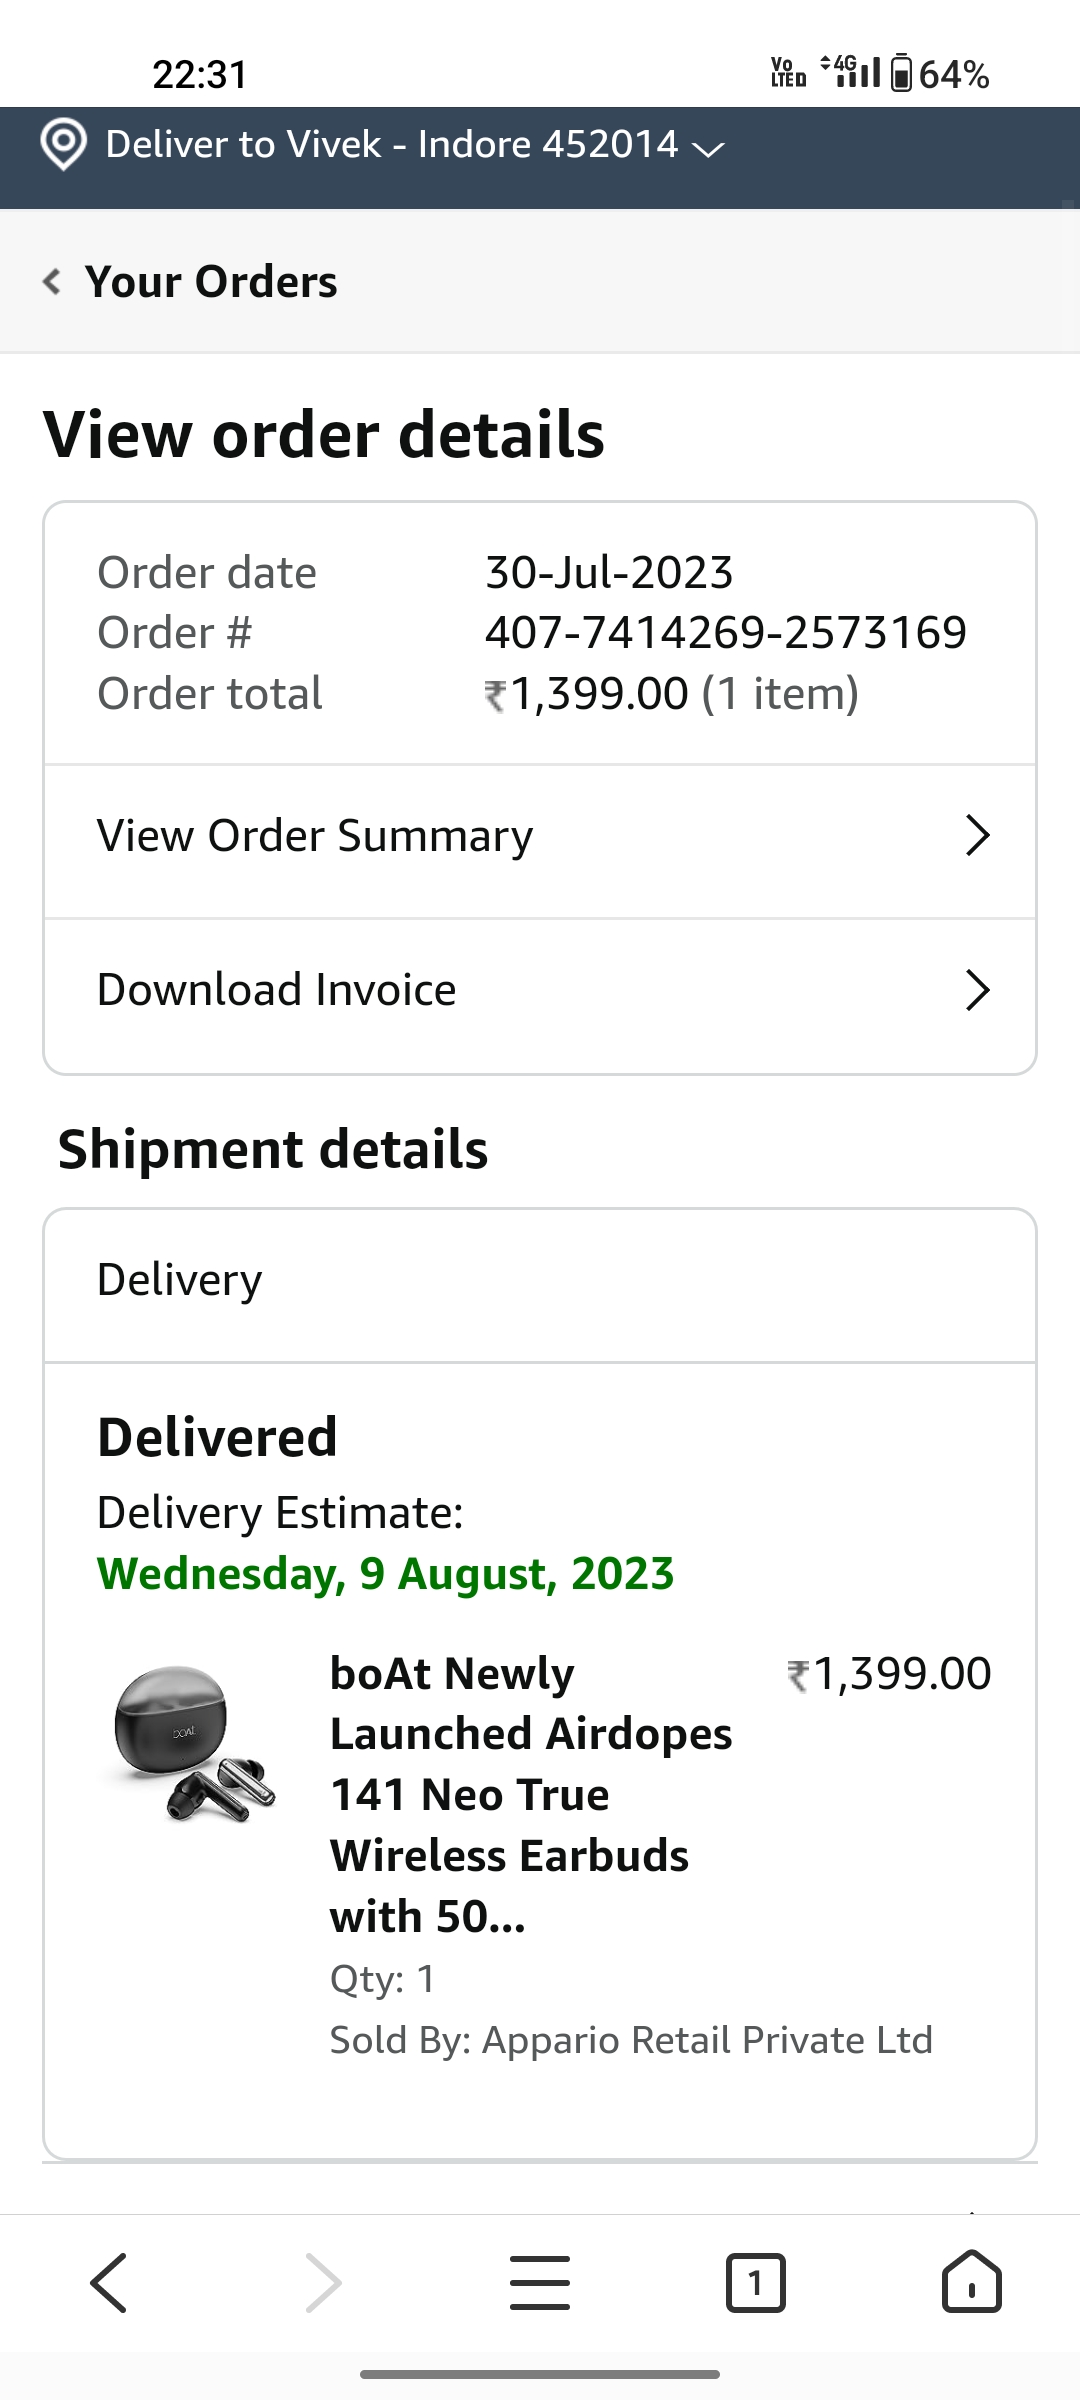 22:31
Vo LTE D 4G 64%
Deliver to Vivek - Indore 452014
Your Orders
View order details
Order date 30-Jul-2023
Order # 407-7414269-2573169
Order total ₹1,399.00 (1 item)
View Order Summary
Download Invoice
Shipment details
Delivery
Delivered
Delivery Estimate:
Wednesday, 9 August, 2023
boAt
boAt Newly ₹1,399.00
Launched Airdopes
141 Neo True
Wireless Earbuds
with 50...
Qty: 1
Sold By: Appario Retail Private Ltd
1